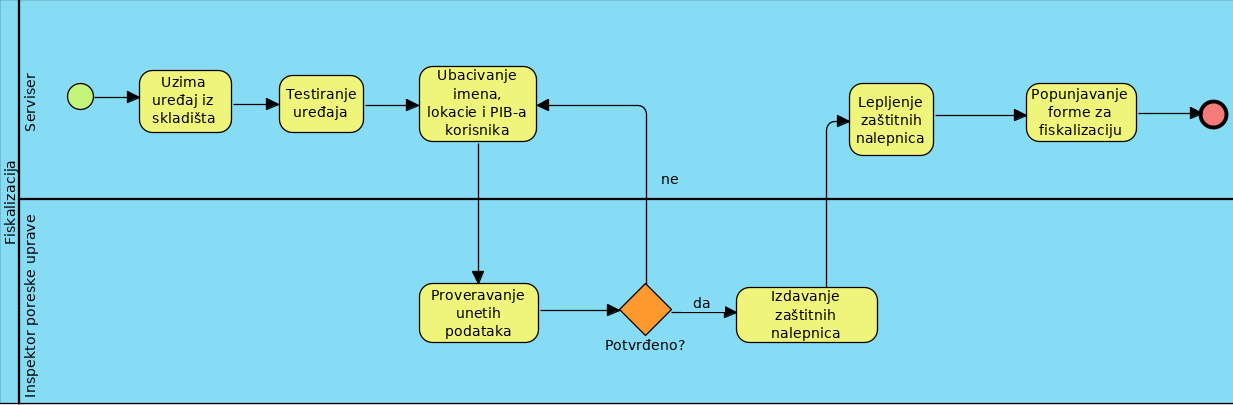 Fiskalizacija
Serviser
Uzima
uređaj iz
skladišta
Testiranje
uređaja
Ubacivanje
imena,
lokacie i PIB-a
korisnika
ne
Lepljenje
zaštitnih
nalepnica
Popunjavanje
forme za
fiskalizaciju
Inspektor poreske uprave
Proveravanje
unetih
podataka
Potvrđeno?
da
Izdavanje
zaštitnih
nalepnica